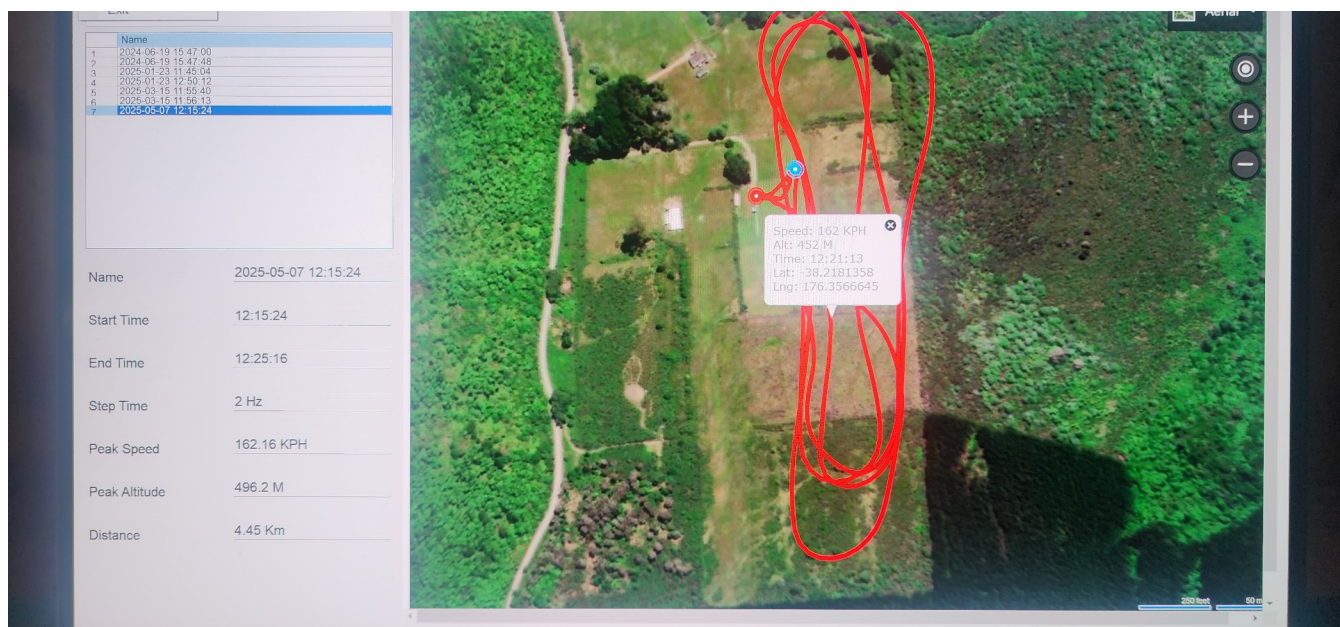 Exit
Name
1 2024-06-19 15:47:00
2 2024-06-19 15:47:48
3 2025-01-23 11:45:04
4 2025-01-23 12:50:12
5 2025-03-15 11:55:40
6 2025-03-15 11:56:13
7 2025-05-07 12:15:24
Name 2025-05-07 12:15:24
Start Time 12:15:24
End Time 12:25:16
Step Time 2 Hz
Peak Speed 162.16 KPH
Peak Altitude 496.2 M
Distance 4.45 Km
Aerial
Speed: 162 KPH
Alt: 452 M
Time: 12:21:13
Lat: -38.2181358
Lng: 176.3566645
250 feet 50 m